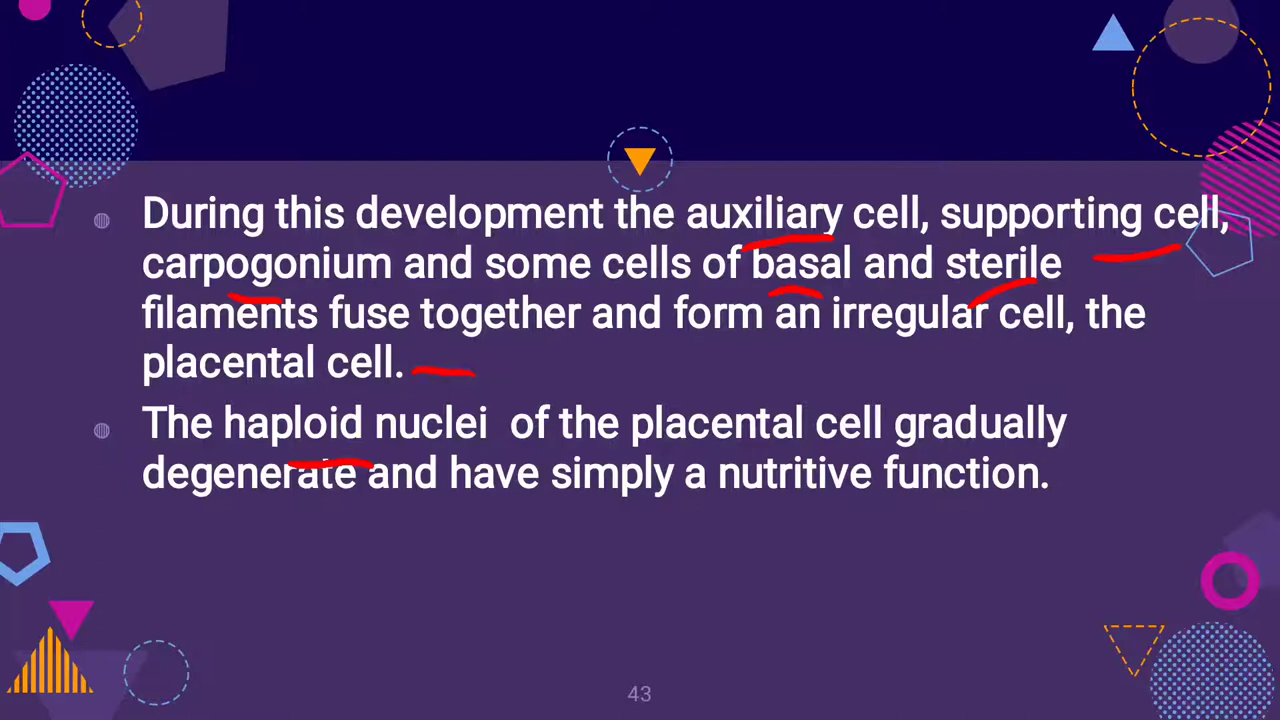 During this development the auxiliary cell, supporting cell,
carpogonium and some cells of basal and sterile
filaments fuse together and form an irregular cell, the
placental cell.
The haploid nuclei of the placental cell gradually
degenerate and have simply a nutritive function.
43